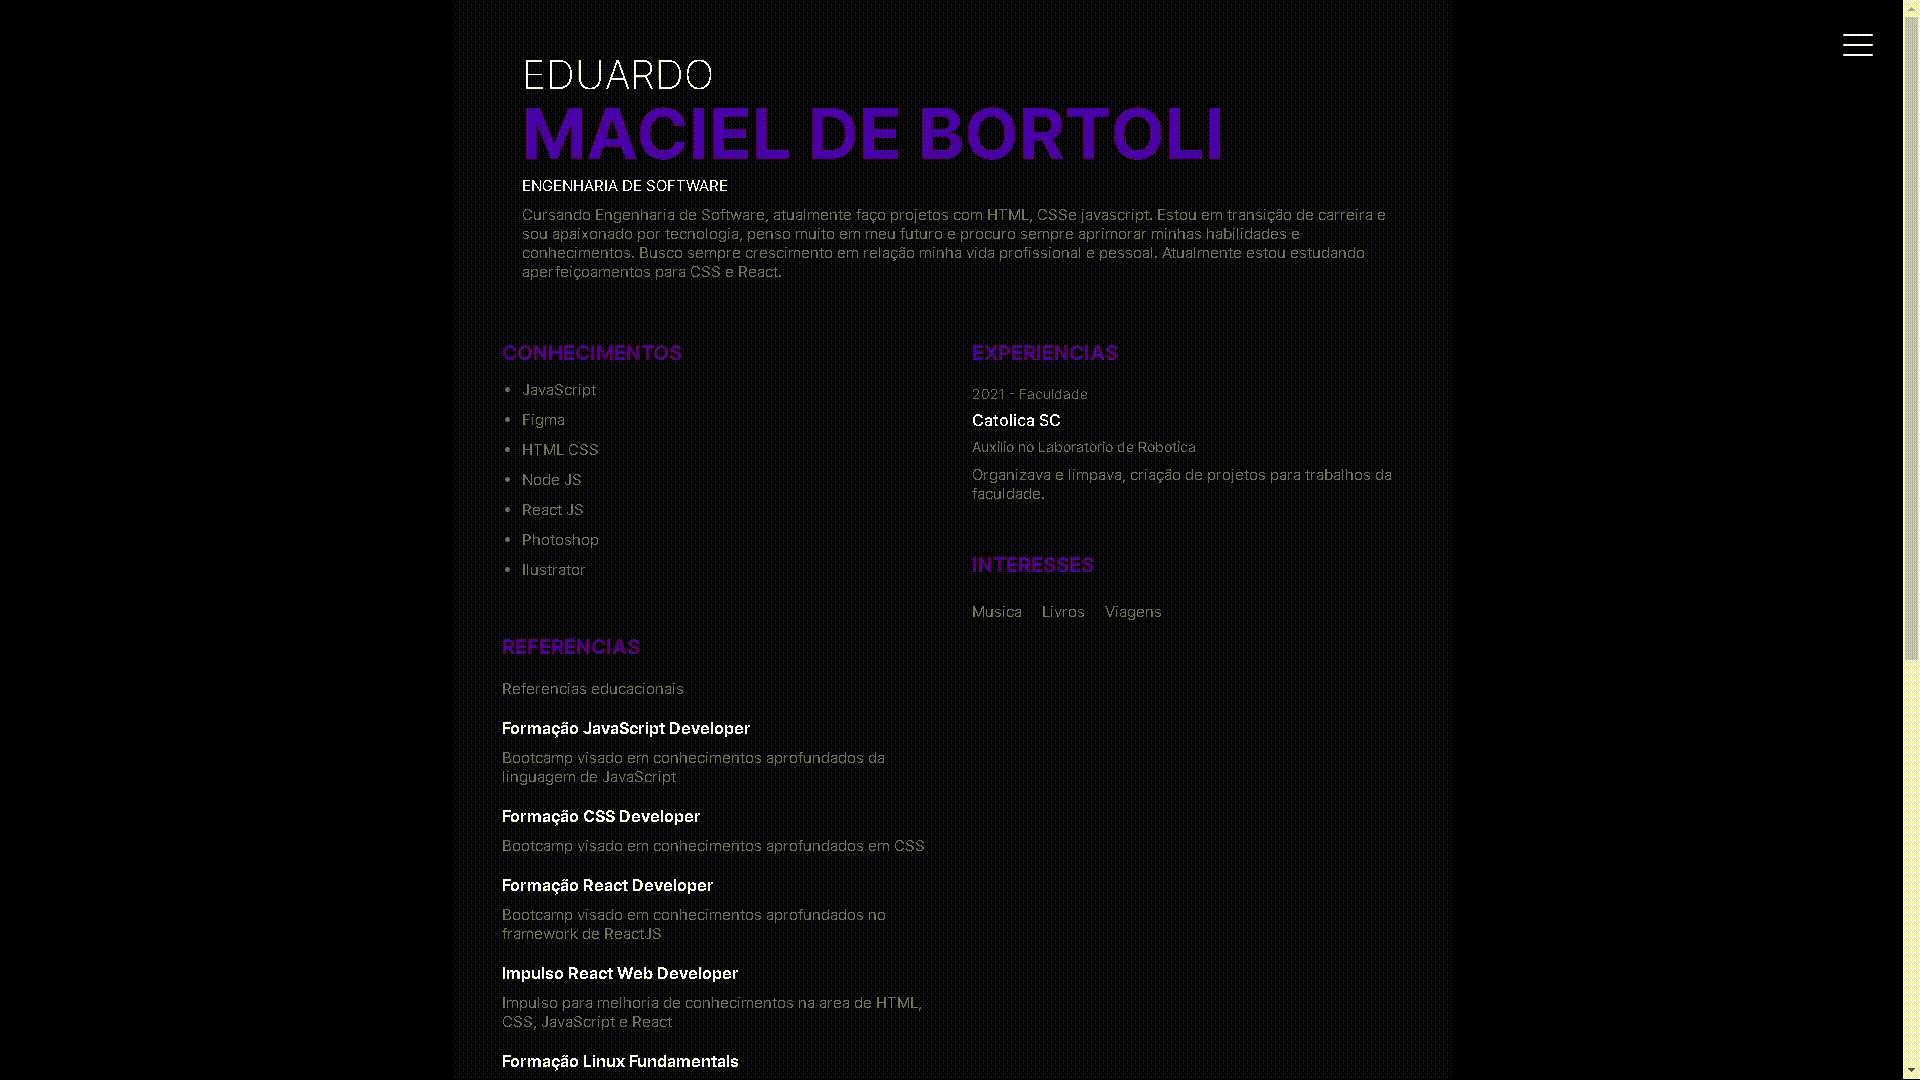 EDUARDO
MACIEL DE BORTOLI
ENGENHARIA DE SOFTWARE
Cursando Engenharia de Software, atualmente faço projetos com HTML, CSSe javascript. Estou em transição de carreira e
sou apaixonado por tecnologia, penso muito em meu futuro e procuro sempre aprimorar minhas habilidades e
conhecimentos. Busco sempre crescimento em relação minha vida profissional e pessoal. Atualmente estou estudando
aperfeiçoamentos para CSS e React.
CONHECIMENTOS
• JavaScript
• Figma
• HTML CSS
• Node JS
• React JS
• Photoshop
• Ilustrator
REFERENCIAS
Referencias educacionais
Formação JavaScript Developer
Bootcamp visado em conhecimentos aprofundados da
linguagem de JavaScript
Formação CSS Developer
Bootcamp visado em conhecimentos aprofundados em CSS
Formação React Developer
Bootcamp visado em conhecimentos aprofundados no
framework de ReactJS
Impulso React Web Developer
Impulso para melhoria de conhecimentos na area de HTML,
CSS, JavaScript e React
Formação Linux Fundamentals
EXPERIENCIAS
2021 - Faculdade
Catolica SC
Auxilio no Laboratorio de Robotica
Organizava e limpava, criação de projetos para trabalhos da
faculdade.
INTERESSES
Musica Livros Viagens